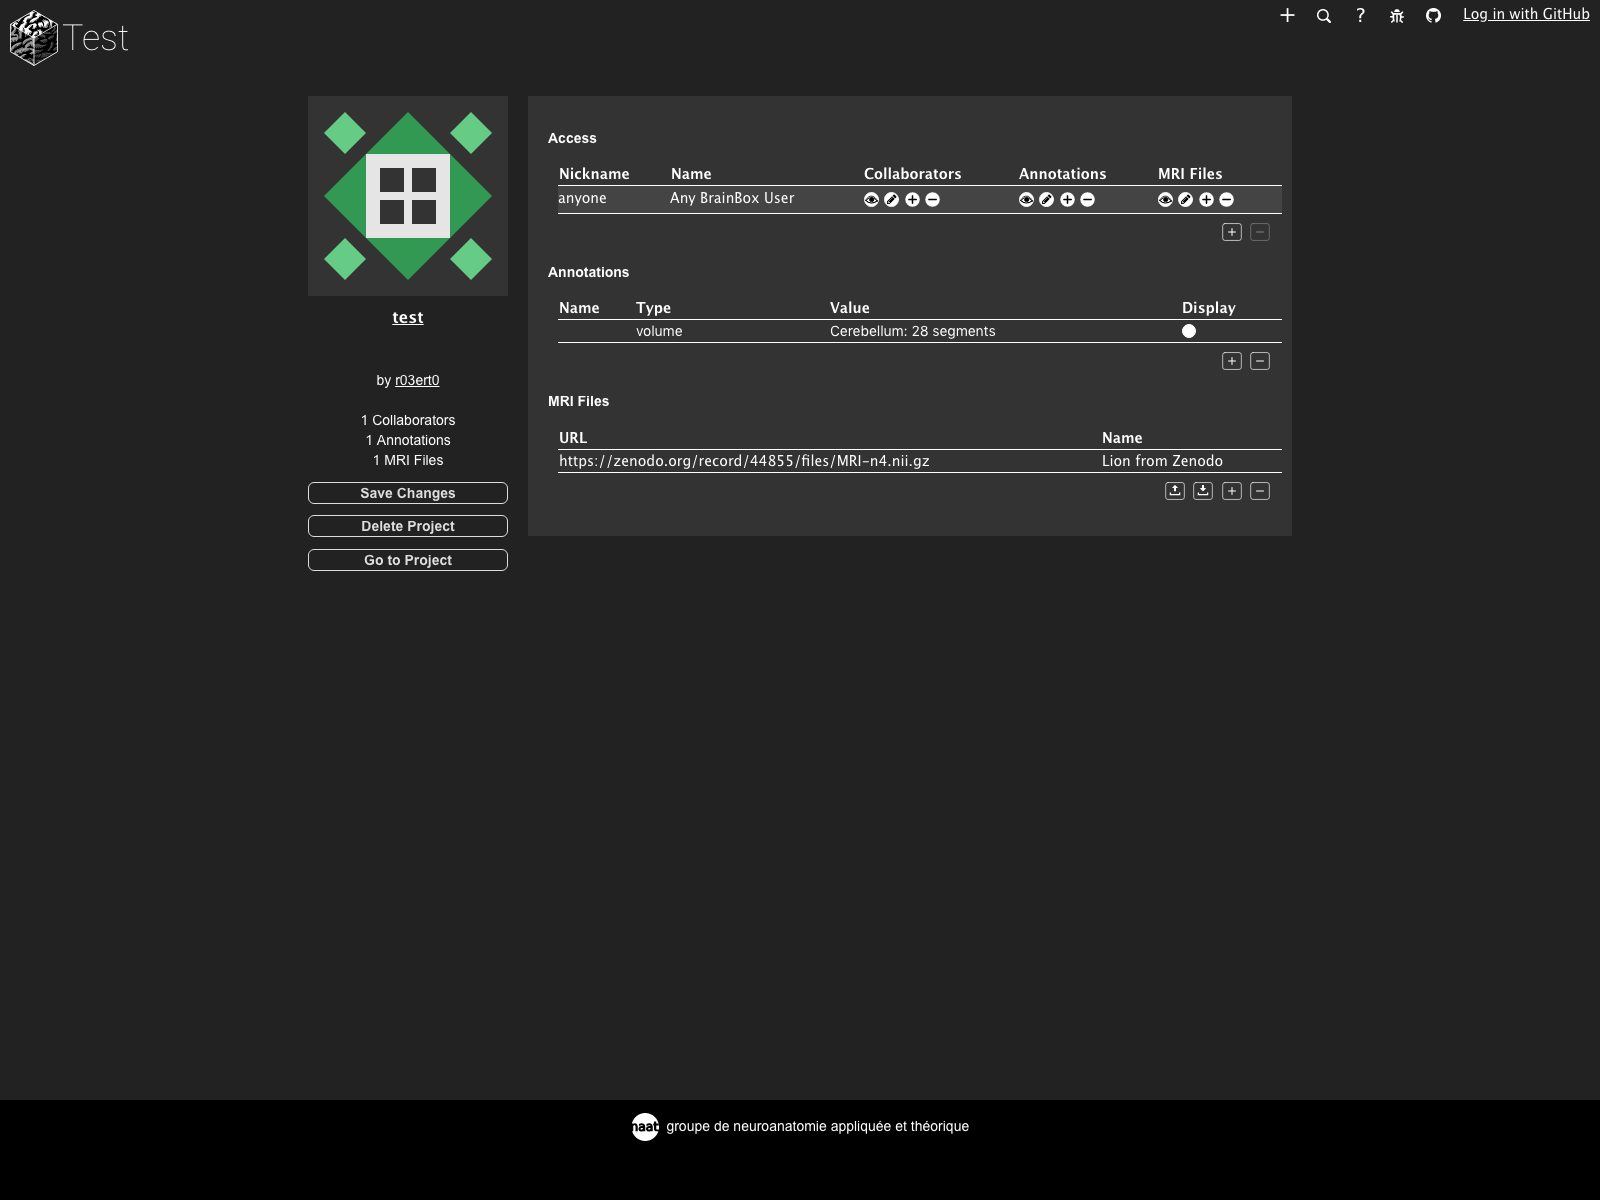 Test
?
Log in with GitHub
test
by r03ert0
1 Collaborators
1 Annotations
1 MRI Files
Save Changes
Delete Project
Go to Project
Access
Nickname Name Collaborators Annotations MRI Files
anyone Any BrainBox User
Annotations
Name Type Value Display
volume Cerebellum: 28 segments
MRI Files
URL Name
https://zenodo.org/record/44855/files/MRI-n4.nii.gz Lion from Zenodo
naat groupe de neuroanatomie appliquée et théorique